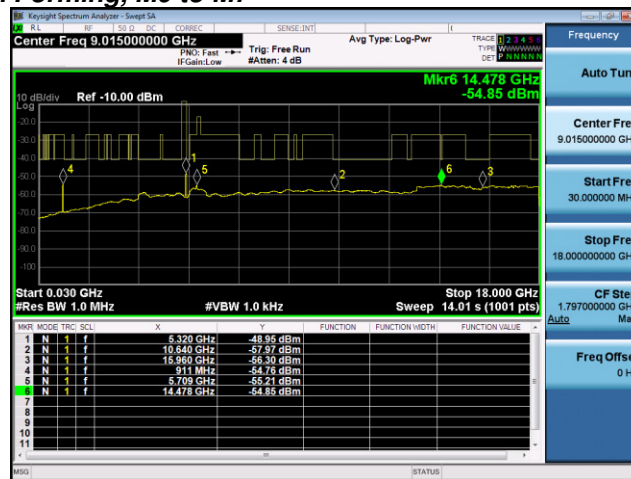 Keysight Spectrum Analyzer - Swept SA
RL RF 50 Ω DC CORREC SENSE:INT
Center Freq 9.015000000 GHz
PNO: Fast
IFGain:Low
Trig: Free Run
#Atten: 4 dB
Avg Type: Log-Pwr
TRACE 1 2 3 4 5 6
TYPE WWWWWW
DET P NNNNN
Mkr6 14.478 GHz
-54.85 dBm
10 dB/div Ref -10.00 dBm
Log
-20.0
-30.0
-40.0
-50.0
-60.0
-70.0
-80.0
-90.0
-100
1
2
3
4
5
6
Start 0.030 GHz
Stop 18.000 GHz
#Res BW 1.0 MHz #VBW 1.0 kHz Sweep 14.01 s (1001 pts)
MKR MODE TRC SCL X Y FUNCTION FUNCTION WIDTH FUNCTION VALUE
1 N 1 f 5.320 GHz -48.95 dBm
2 N 1 f 10.640 GHz -57.97 dBm
3 N 1 f 15.960 GHz -56.30 dBm
4 N 1 f 911 MHz -54.76 dBm
5 N 1 f 5.709 GHz -55.21 dBm
6 N 1 f 14.478 GHz -54.85 dBm
7
8
9
10
11
MSG STATUS
Frequency
Auto Tun
Center Fre
9.015000000 GH
Start Fre
30.000000 MH
Stop Fre
18.000000000 GH
CF Ste
1.797000000 GH
Auto Ma
Freq Offse
0 H